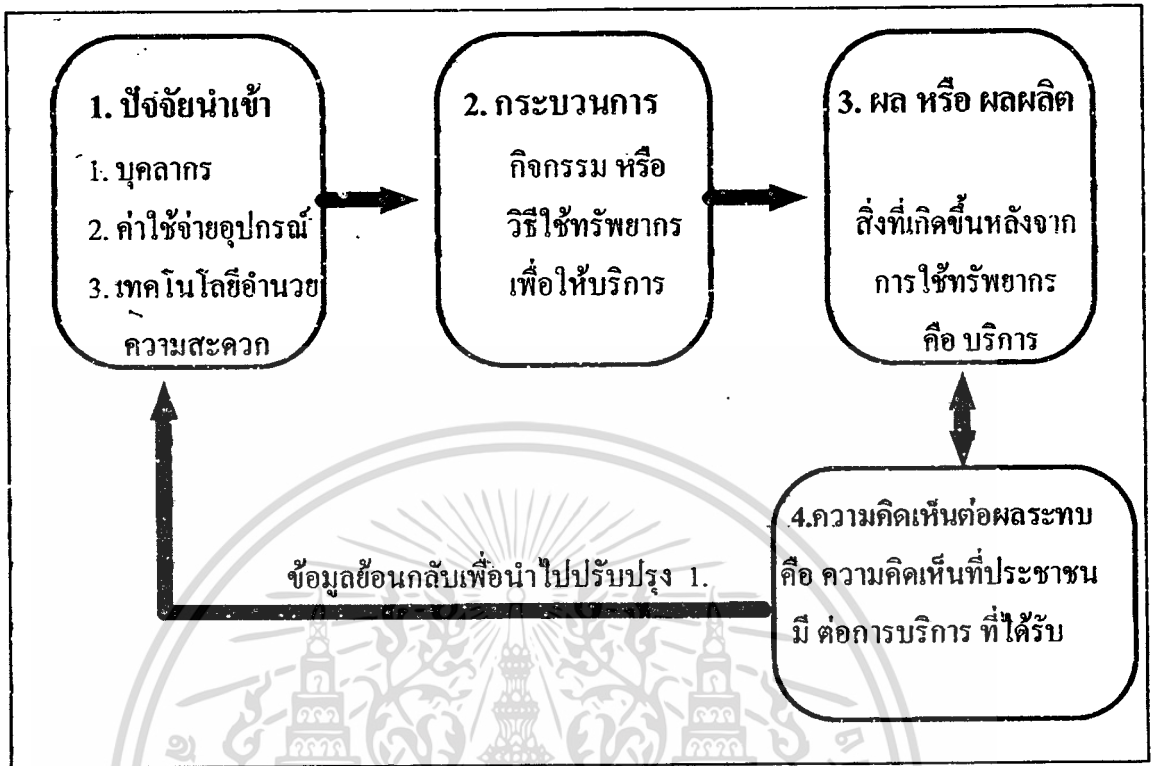 1. ปัจจัยนำเข้า
1. บุคลากร
2. ค่าใช้จ่ายอุปกรณ์
3. เทคโนโลยีอำนวย
ความสะดวก
2. กระบวนการ
กิจกรรม หรือ
วิธีใช้ทรัพยากร
เพื่อให้บริการ
3. ผล หรือ ผลผลิต
สิ่งที่เกิดขึ้นหลังจาก
การใช้ทรัพยากร
คือ บริการ
4.ความคิดเห็นต่อผลระทบ
คือ ความคิดเห็นที่ประชาชน
มี ต่อการบริการ ที่ได้รับ
ข้อมูลย้อนกลับเพื่อนำไปปรับปรุง 1.